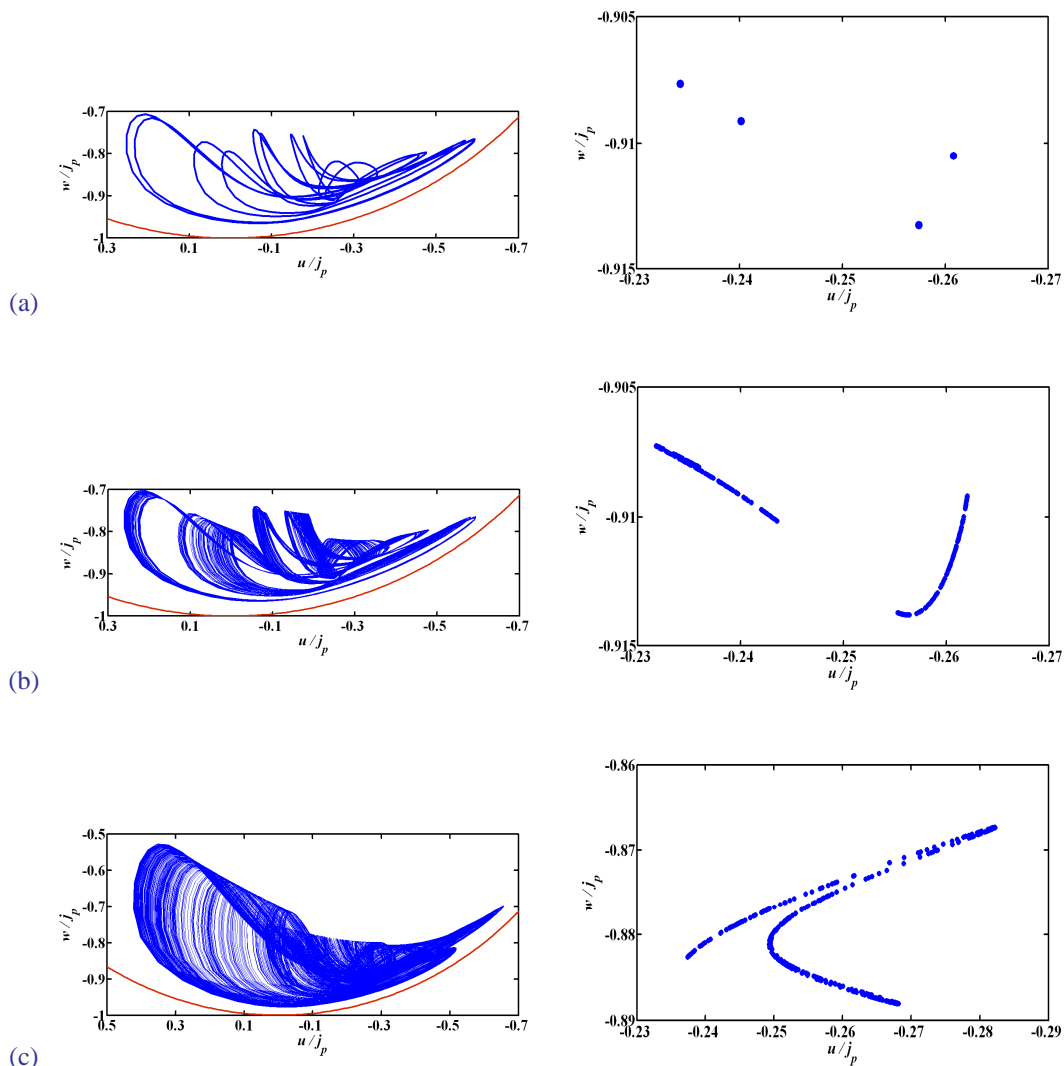 -0.7
-0.8
-0.9
-1
0.3 0.1 -0.1 -0.3 -0.5 -0.7
w/j_p
u/j_p
-0.905
-0.91
-0.915
-0.23 -0.24 -0.25 -0.26 -0.27
w/j_p
u/j_p
(a)
-0.7
-0.8
-0.9
-1
0.3 0.1 -0.1 -0.3 -0.5 -0.7
w/j_p
u/j_p
-0.905
-0.91
-0.915
-0.23 -0.24 -0.25 -0.26 -0.27
w/j_p
u/j_p
(b)
-0.5
-0.6
-0.7
-0.8
-0.9
-1
0.5 0.3 0.1 -0.1 -0.3 -0.5 -0.7
w/j_p
u/j_p
-0.86
-0.87
-0.88
-0.89
-0.23 -0.24 -0.25 -0.26 -0.27 -0.28 -0.29
w/j_p
u/j_p
(c)